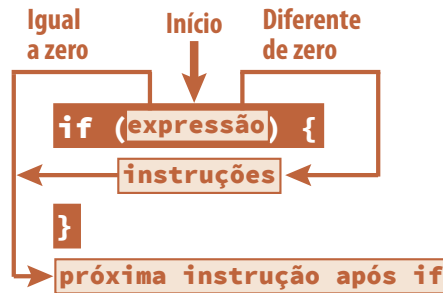 Igual
a zero
Início
Diferente
de zero
if (expressão) {
instruções
}
próxima instrução após if